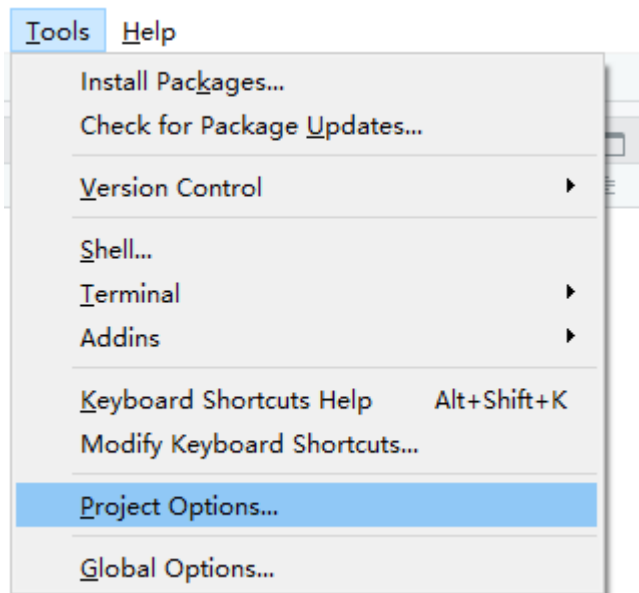 Tools Help
Install Packages...
Check for Package Updates...
Version Control
Shell...
Terminal
Addins
Keyboard Shortcuts Help Alt+Shift+K
Modify Keyboard Shortcuts...
Project Options...
Global Options...